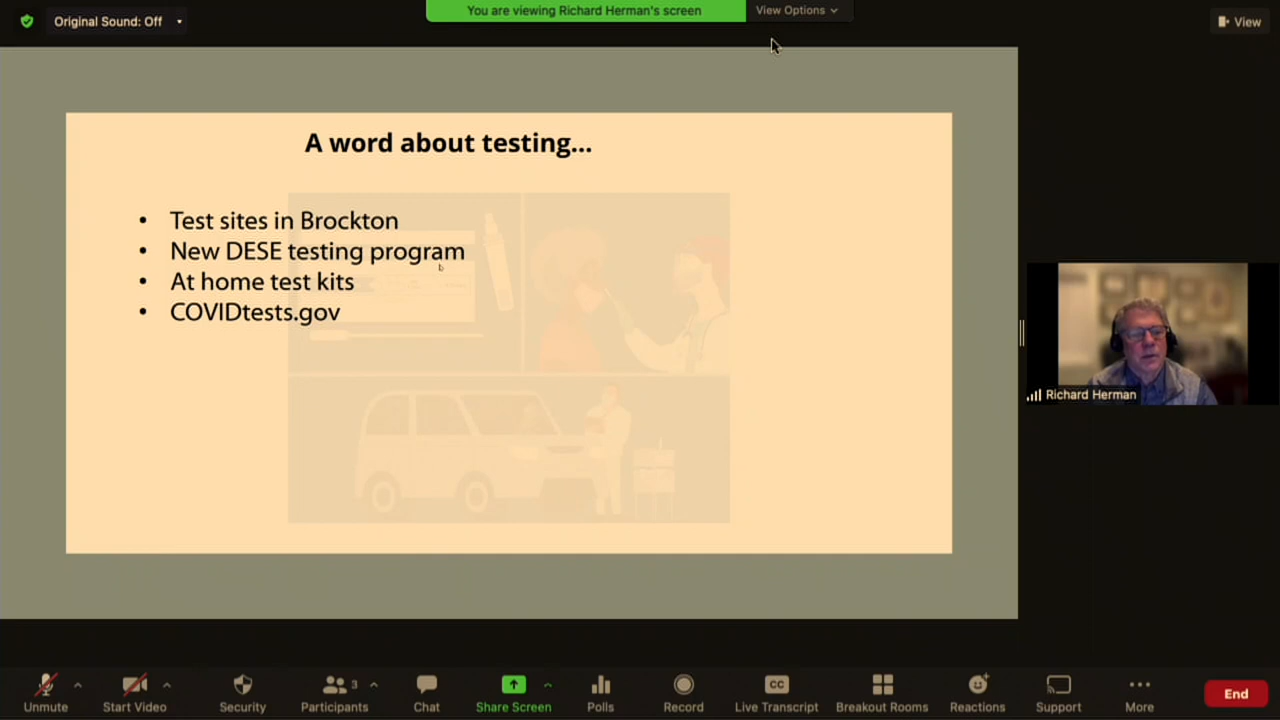 Original Sound: Off
You are viewing Richard Herman's screen
View Options
View
A word about testing...
• Test sites in Brockton
• New DESE testing program
• At home test kits
• COVIDtests.gov
Richard Herman
Unmute
Start Video
Security
3
Participants
Chat
Share Screen
Polls
Record
CC
Live Transcript
Breakout Rooms
Reactions
Support
More
End